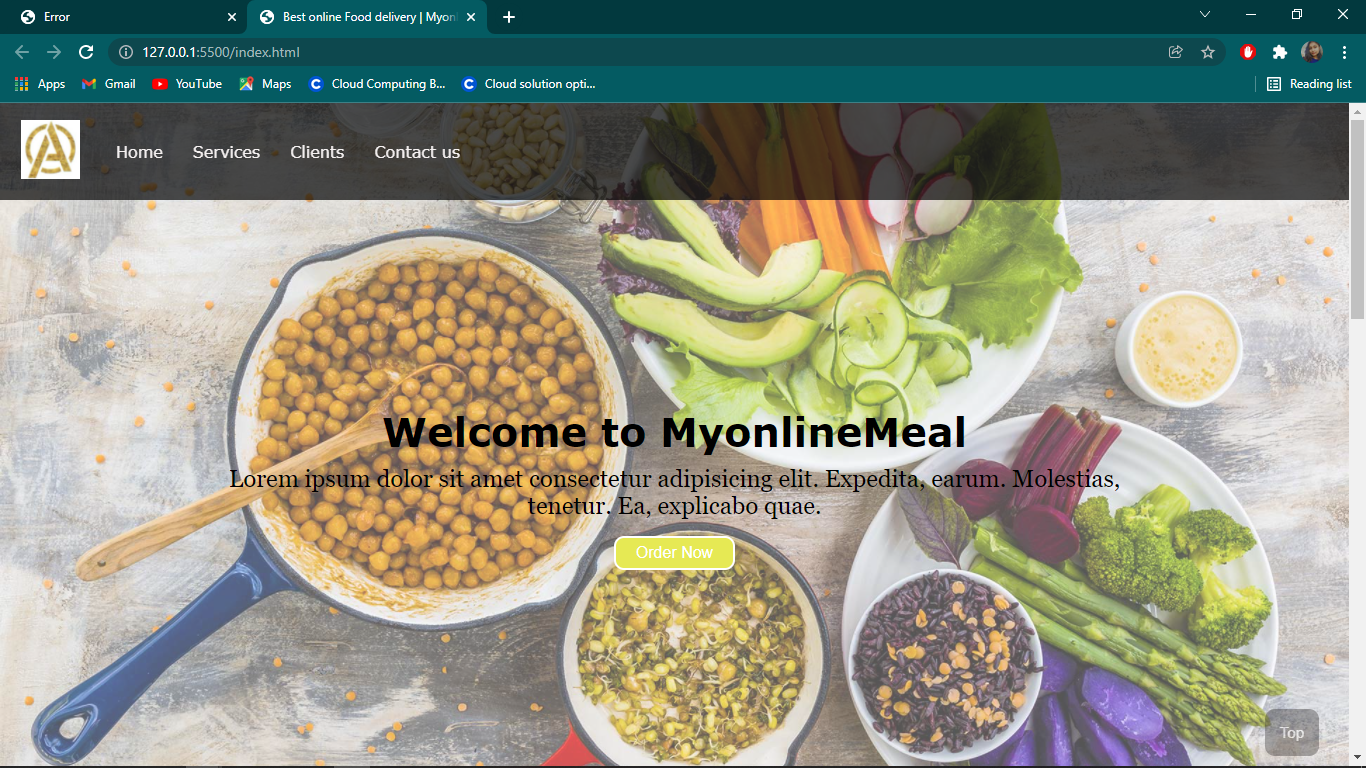 Error
Best online Food delivery | Myonl
127.0.0.1:5500/index.html
Apps
Gmail
YouTube
Maps
Cloud Computing B...
Cloud solution opti...
Reading list
A
Home
Services
Clients
Contact us
Welcome to MyonlineMeal
Lorem ipsum dolor sit amet consectetur adipisicing elit. Expedita, earum. Molestias,
tenetur. Ea, explicabo quae.
Order Now
Top